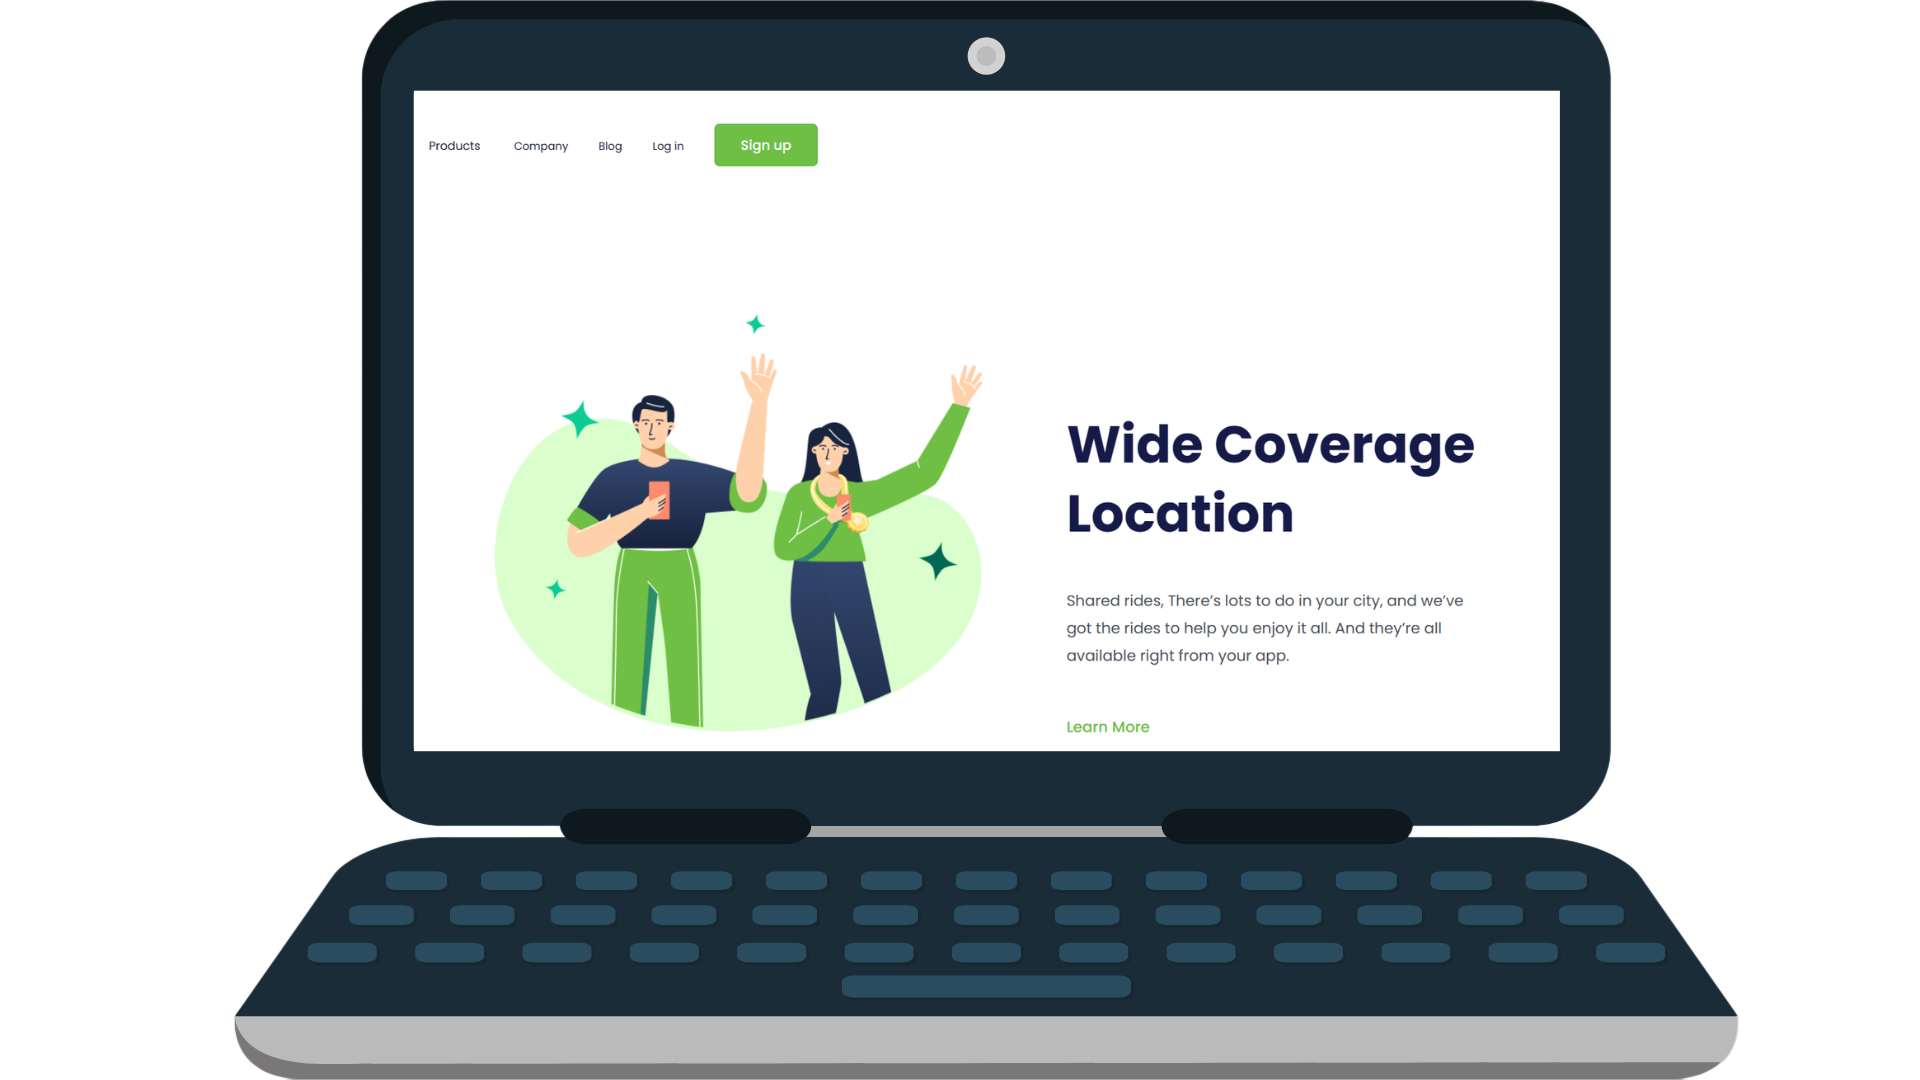 Products Company Blog Log in Sign up
Wide Coverage
Location
Shared rides, There’s lots to do in your city, and we’ve
got the rides to help you enjoy it all. And they’re all
available right from your app.
Learn More